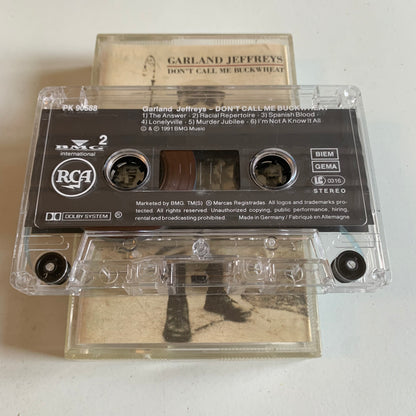 GARLAND JEFFREYS
DON'T CALL ME BUCKWHEAT
PK 90588
Garland Jeffreys - DON'T CALL ME BUCKWHEAT
1) The Answer - 2) Racial Repertoire - 3) Spanish Blood -
4) Lonelyville - 5) Murder Jubilee - 6) I'm Not A Know It All
℗ & © 1991 BMG Music
2
BMG
international
RCA
BIEM
LC 0316
STEREO
DOLBY SYSTEM
Marketed by BMG. TM(S) ® Marcas Registradas. All logos and trademarks pro-
tected. All rights reserved. Unauthorized copying, public performance, hiring,
rental and broadcasting prohibited. Made in Germany / Fabriqué en Allemagne
GEMA